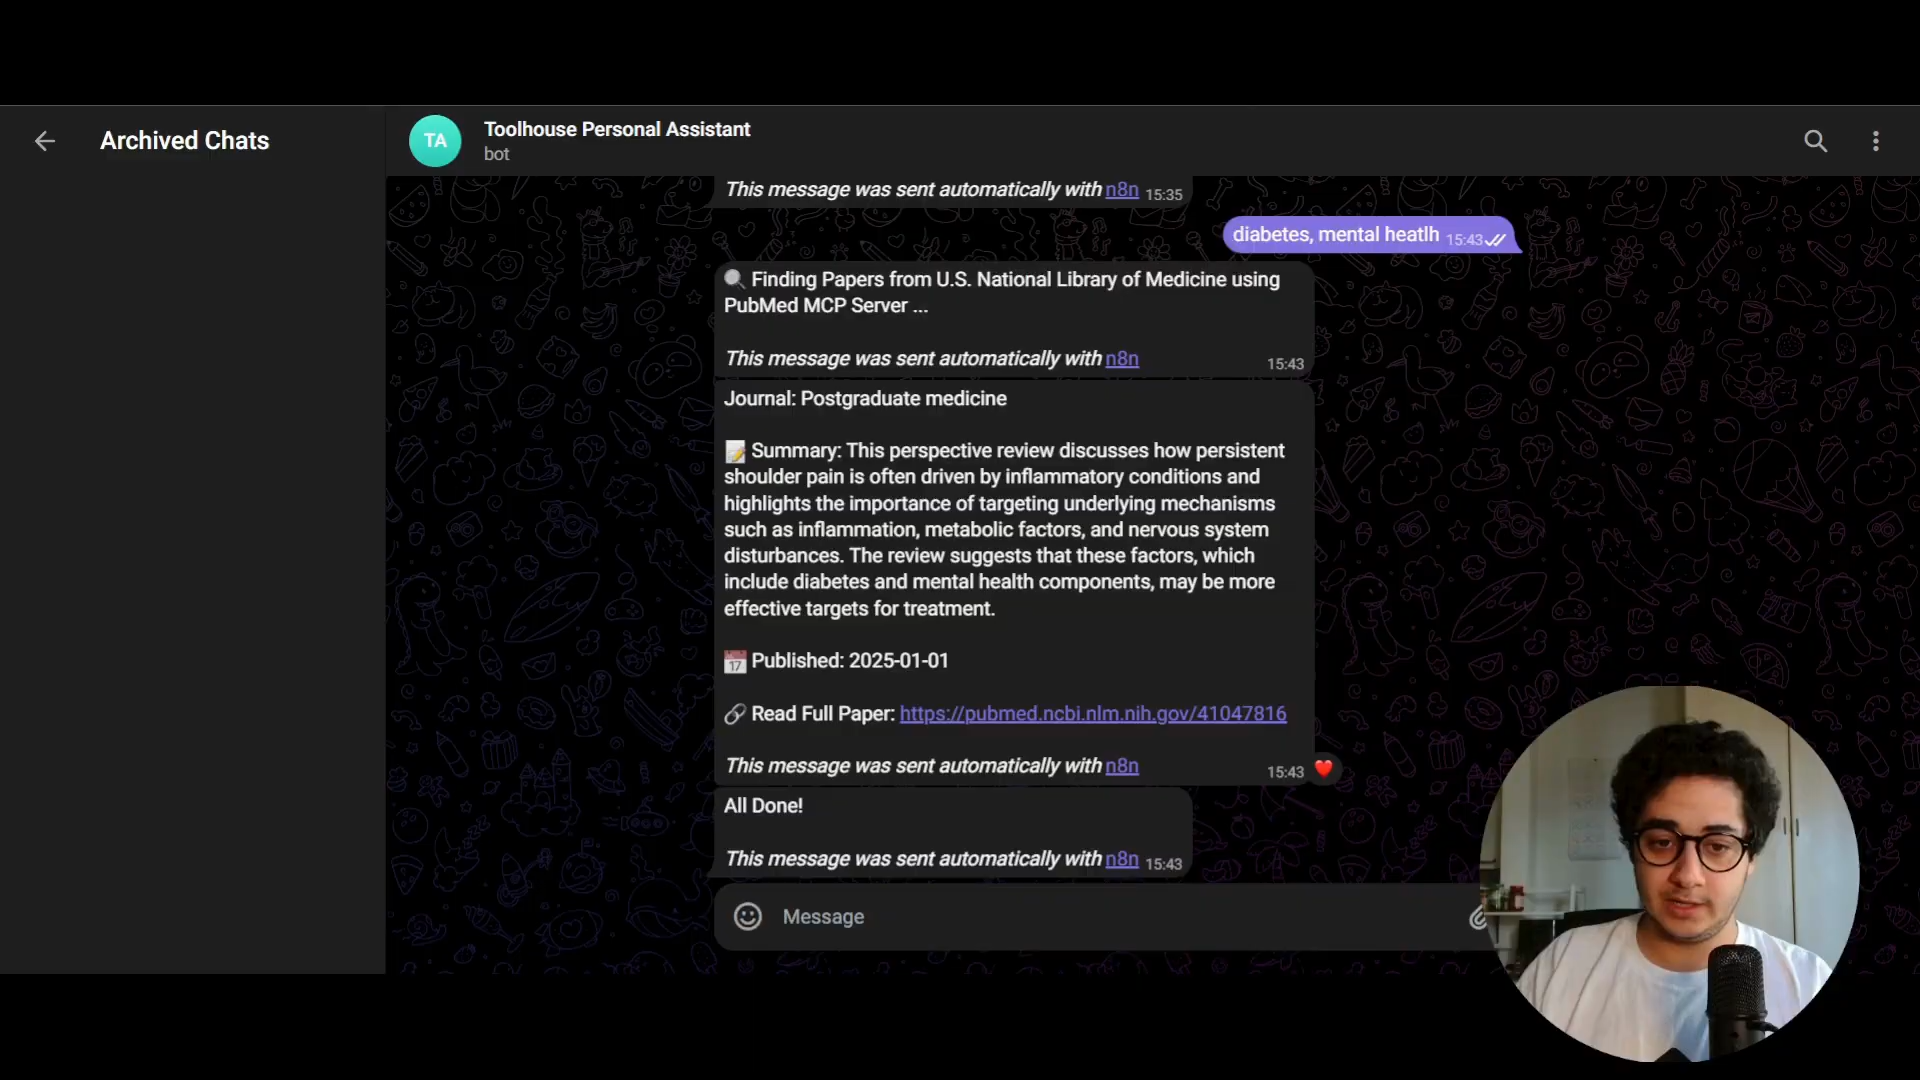 Archived Chats
TA
Toolhouse Personal Assistant
bot
This message was sent automatically with n8n 15:35
diabetes, mental heatlh 15:43
Finding Papers from U.S. National Library of Medicine using
PubMed MCP Server ...
This message was sent automatically with n8n 15:43
Journal: Postgraduate medicine
Summary: This perspective review discusses how persistent
shoulder pain is often driven by inflammatory conditions and
highlights the importance of targeting underlying mechanisms
such as inflammation, metabolic factors, and nervous system
disturbances. The review suggests that these factors, which
include diabetes and mental health components, may be more
effective targets for treatment.
17 Published: 2025-01-01
Read Full Paper: https://pubmed.ncbi.nlm.nih.gov/41047816
This message was sent automatically with n8n 15:43
All Done!
This message was sent automatically with n8n 15:43
Message